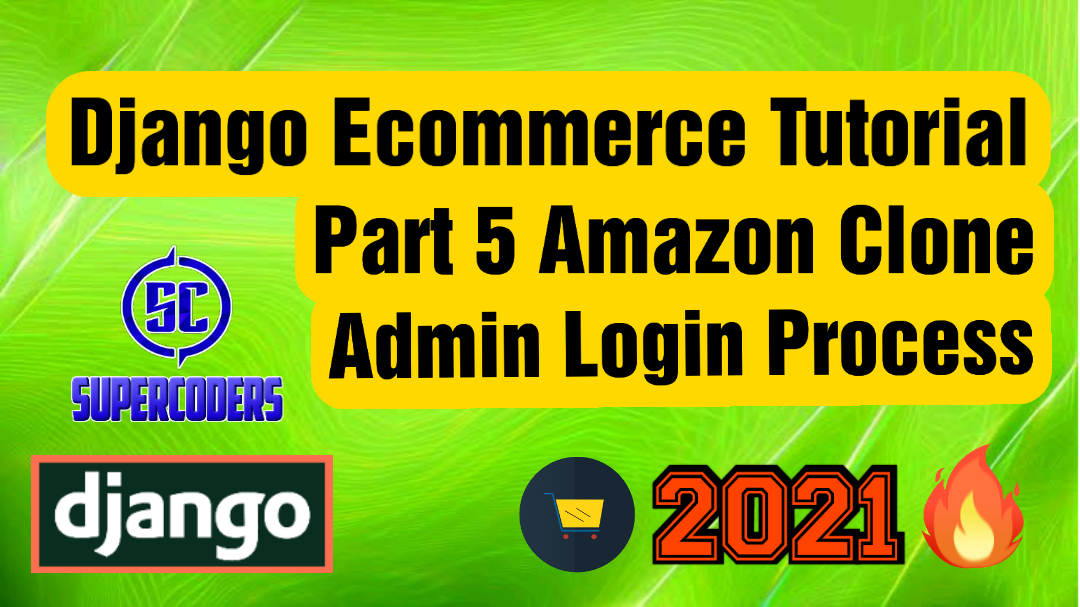 Django Ecommerce Tutorial
Part 5 Amazon Clone
Admin Login Process
SC
SUPERCODERS
django
2021